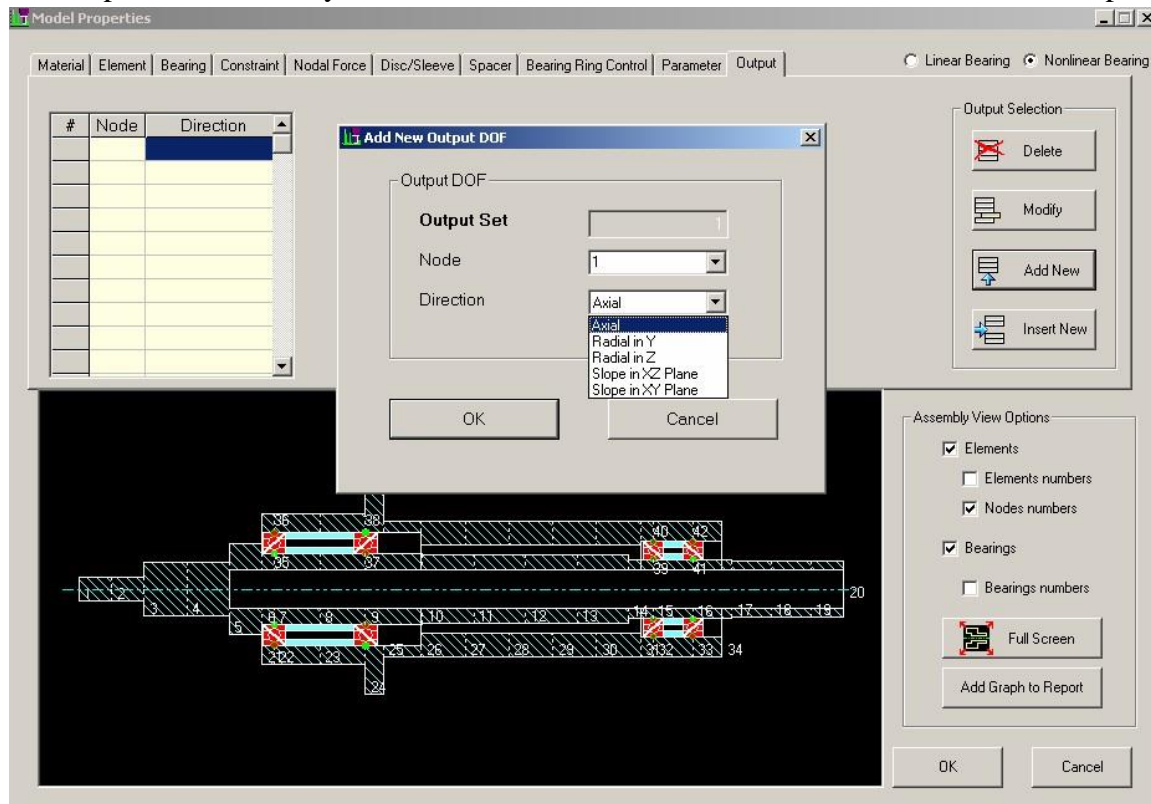 Model Properties
Material Element Bearing Constraint Nodal Force Disc/Sleeve Spacer Bearing Ring Control Parameter Output
Linear Bearing Nonlinear Bearing
# Node Direction
Add New Output DOF
Output DOF
Output Set 1
Node 1
Direction Axial
Axial
Radial in Y
Radial in Z
Slope in XZ Plane
Slope in XY Plane
OK Cancel
Output Selection
Delete
Modify
Add New
Insert New
Assembly View Options
Elements
Elements numbers
Nodes numbers
Bearings
Bearings numbers
Full Screen
Add Graph to Report
OK Cancel
36 38 40 42
35 37 39 41
1 2 3 4 5
7 8 9 10 11 12 13 14 15 16 17 18 19 20
22 23 24 25 26 27 28 29 30 32 33 34